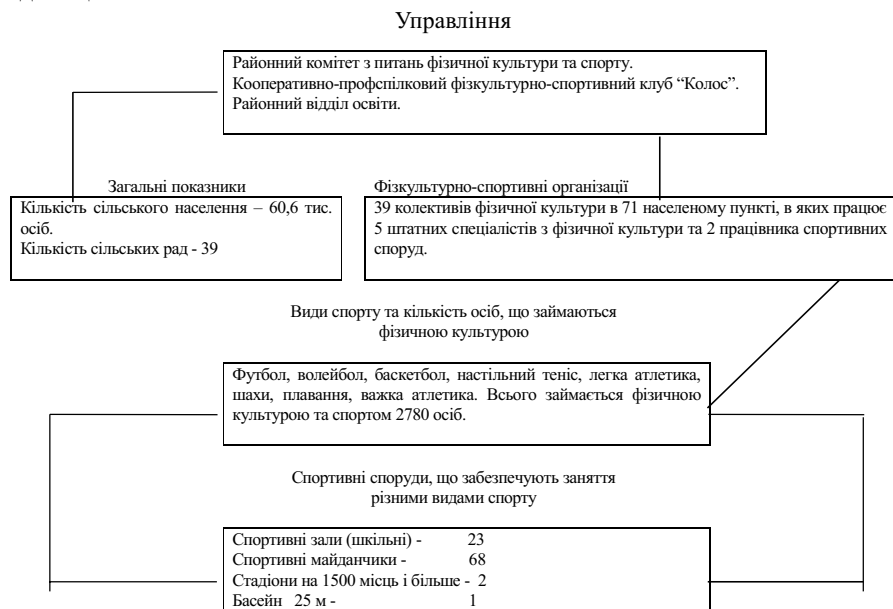 Управління
Районний комітет з питань фізичної культури та спорту.
Кооперативно-профспілковий фізкультурно-спортивний клуб “Колос”.
Районний відділ освіти.
Загальні показники
Кількість сільського населення – 60,6 тис.
осіб.
Кількість сільських рад - 39
Фізкультурно-спортивні організації
39 колективів фізичної культури в 71 населеному пункті, в яких працює
5 штатних спеціалістів з фізичної культури та 2 працівника спортивних
споруд.
Види спорту та кількість осіб, що займаються
фізичною культурою
Футбол, волейбол, баскетбол, настільний теніс, легка атлетика,
шахи, плавання, важка атлетика. Всього займається фізичною
культурою та спортом 2780 осіб.
Спортивні споруди, що забезпечують заняття
різними видами спорту
Спортивні зали (шкільні) - 23
Спортивні майданчики - 68
Стадіони на 1500 місць і більше - 2
Басейн 25 м - 1